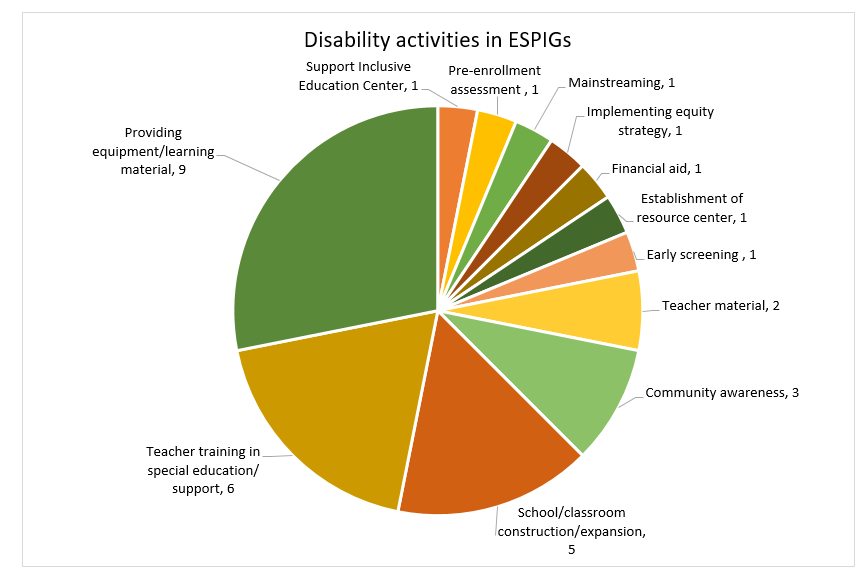 Disability activities in ESPIGs
Support Inclusive
Education Center, 1
Pre-enrollment
assessment , 1
Mainstreaming, 1
Implementing equity
strategy, 1
Financial aid, 1
Establishment of
resource center, 1
Early screening , 1
Teacher material, 2
Community awareness, 3
School/classroom
construction/expansion,
5
Teacher training in
special education/
support, 6
Providing
equipment/learning
material, 9